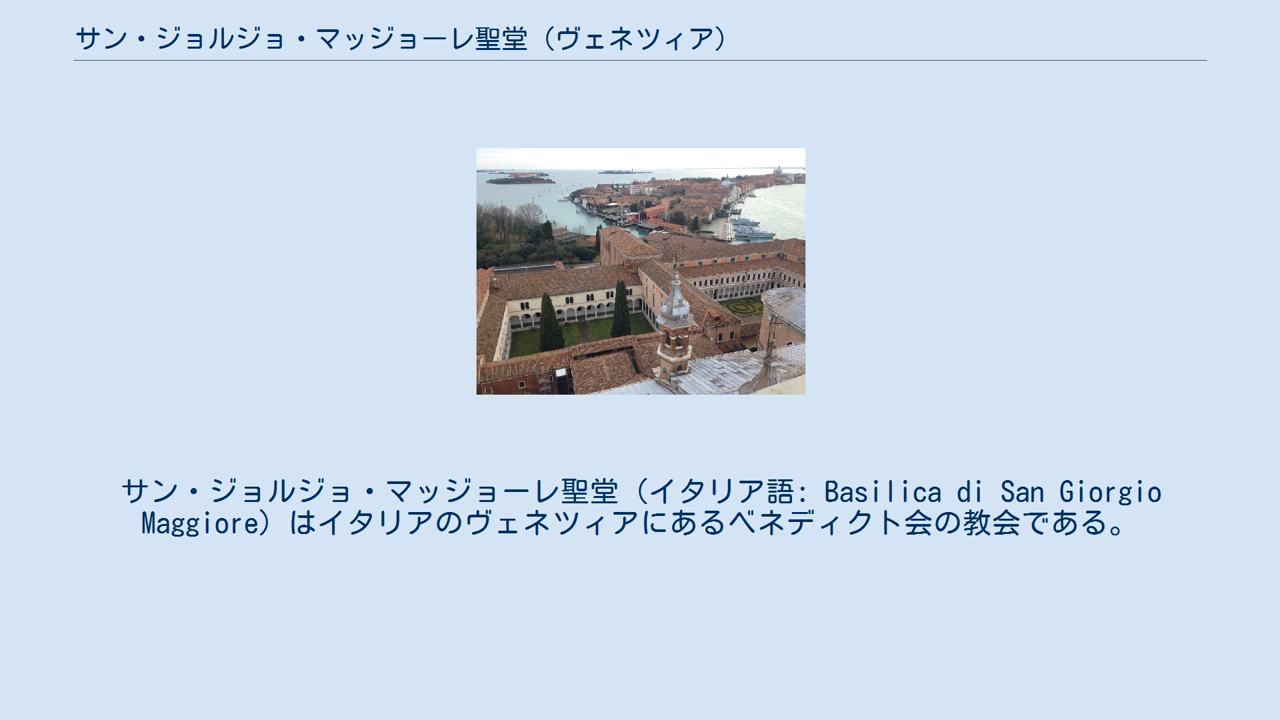 サン・ジョルジョ・マッジョーレ聖堂（ヴェネツィア）
サン・ジョルジョ・マッジョーレ聖堂（イタリア語: Basilica di San Giorgio
Maggiore）はイタリアのヴェネツィアにあるベネディクト会の教会である。